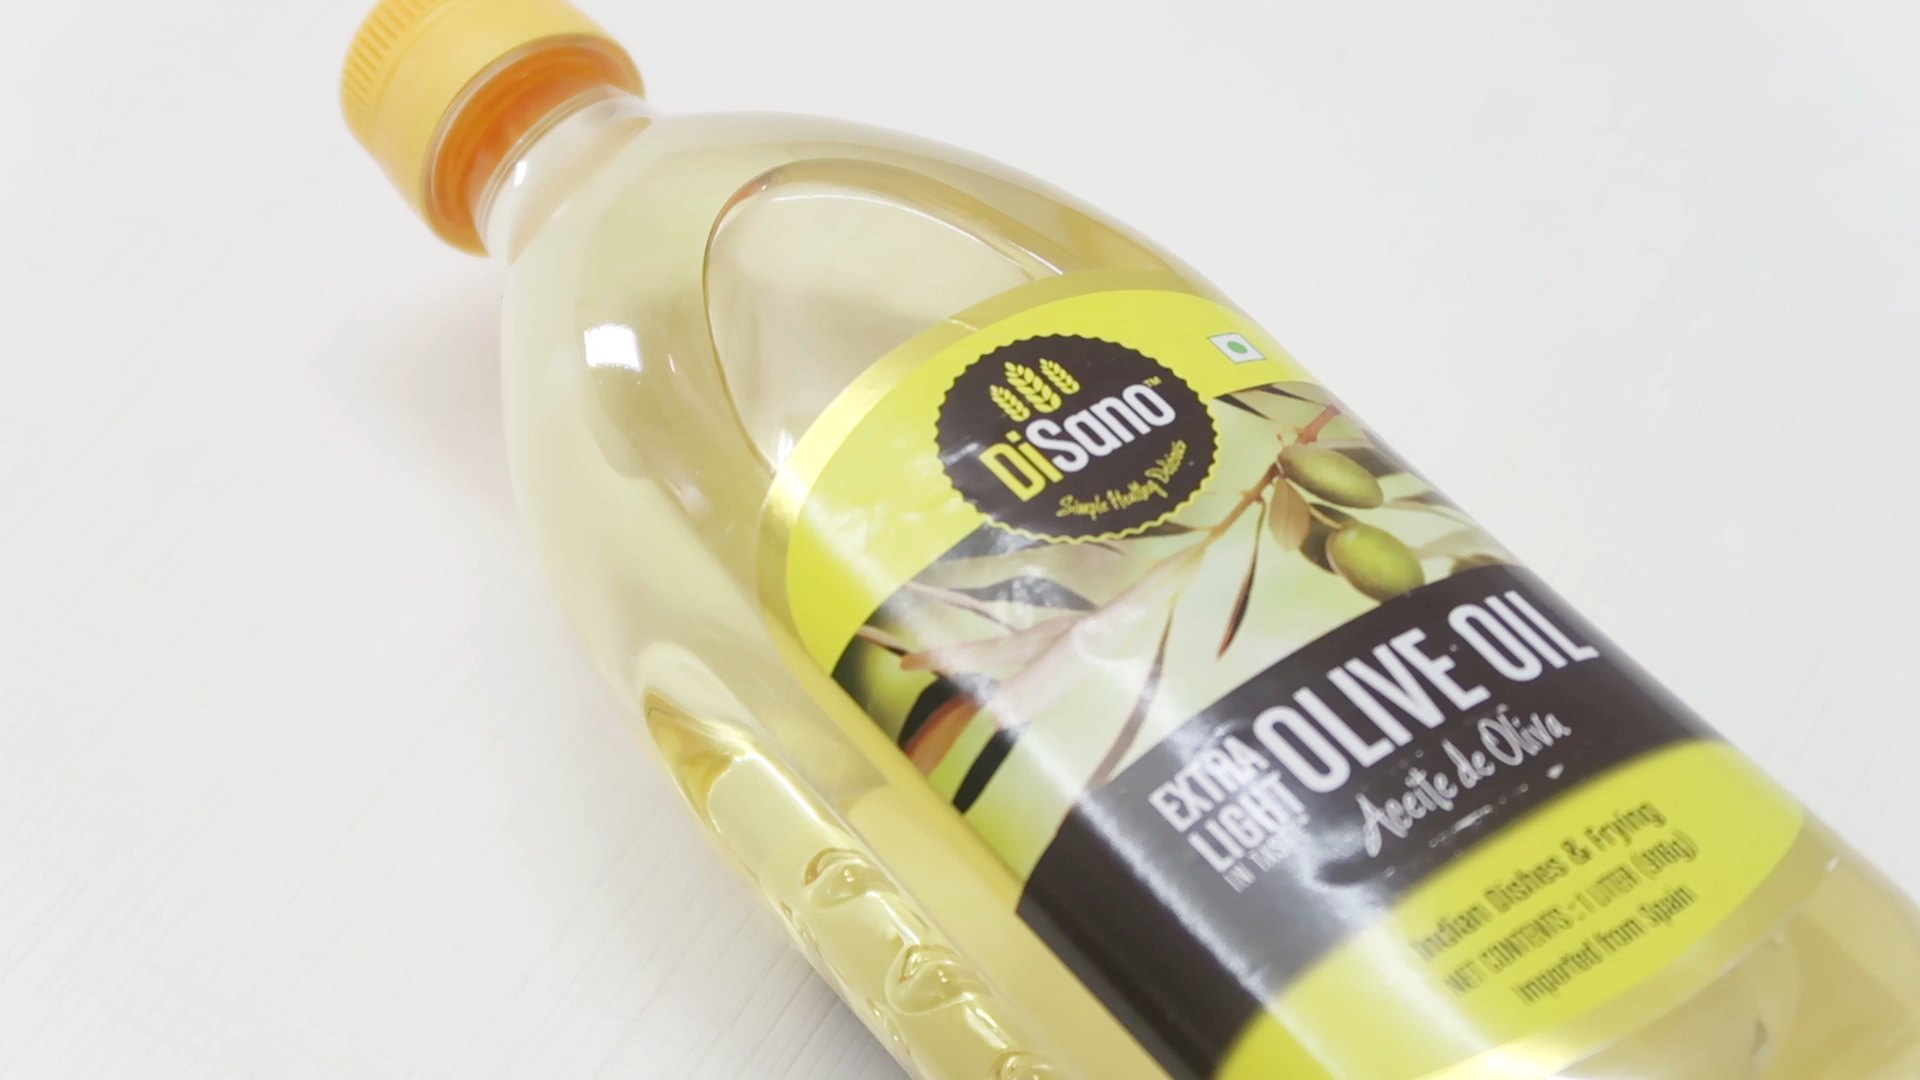 DiSano™
Simple Healthy Delicious
EXTRA
LIGHT
IN TASTE
OLIVE OIL
Aceite de Oliva
Indian Dishes & Frying
NET CONTENTS : 1 LITER (916g)
Imported from Spain